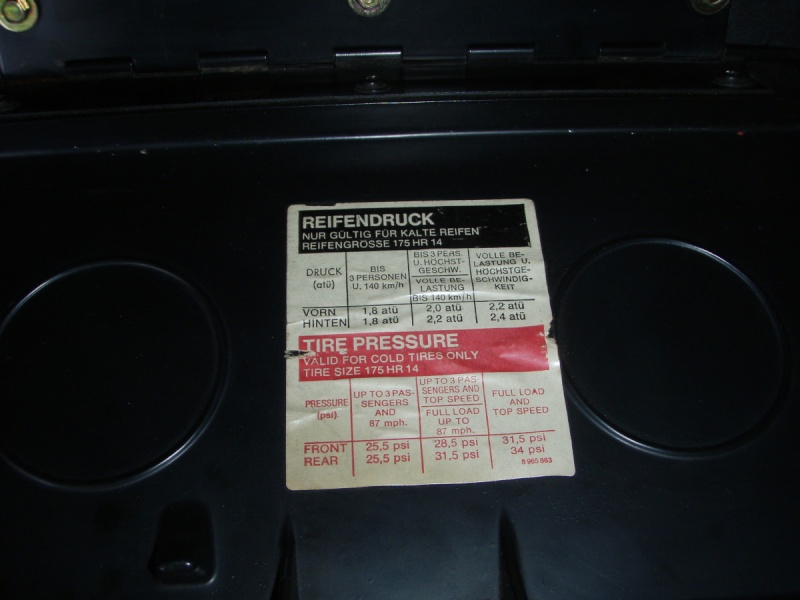 REIFENDRUCK
NUR GÜLTIG FÜR KALTE REIFEN
REIFENGRÖSSE 175 HR 14
DRUCK
(atü)
BIS
3 PERSONEN
U. 140 km/h
BIS 3 PERS.
U. HÖCHST-
GESCHW.
VOLLE BE-
LASTUNG
BIS 140 km/h
VOLLE BE-
LASTUNG U.
HÖCHSTGE-
SCHWINDIG-
KEIT
VORN 1,8 atü 2,0 atü 2,2 atü
HINTEN 1,8 atü 2,2 atü 2,4 atü
TIRE PRESSURE
VALID FOR COLD TIRES ONLY
TIRE SIZE 175 HR 14
PRESSURE
(psi).
UP TO 3 PAS-
SENGERS
AND
87 mph.
UP TO 3 PAS-
SENGERS AND
TOP SPEED
FULL LOAD
UP TO
87 mph.
FULL LOAD
AND
TOP SPEED
FRONT 25,5 psi 28,5 psi 31,5 psi
REAR 25,5 psi 31,5 psi 34 psi
8 965 863